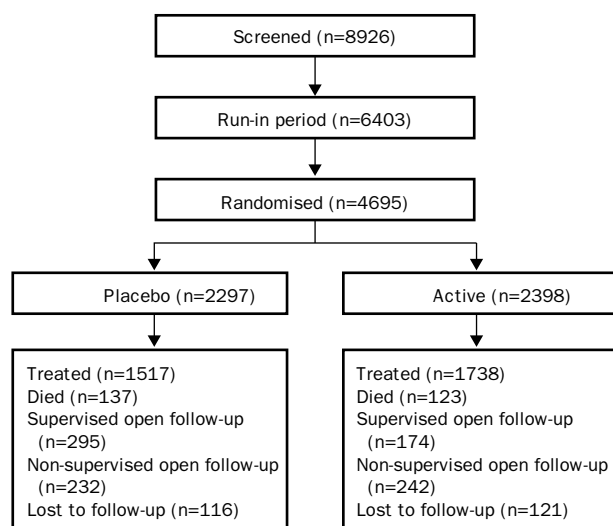 Screened (n=8926)
Run-in period (n=6403)
Randomised (n=4695)
Placebo (n=2297)
Active (n=2398)
Treated (n=1517)
Died (n=137)
Supervised open follow-up
(n=295)
Non-supervised open follow-up
(n=232)
Lost to follow-up (n=116)
Treated (n=1738)
Died (n=123)
Supervised open follow-up
(n=174)
Non-supervised open follow-up
(n=242)
Lost to follow-up (n=121)